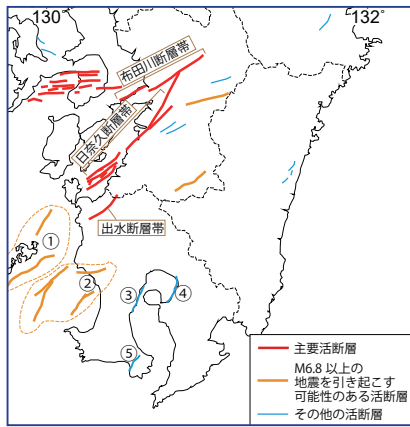 130°
132°
布田川断層帯
日奈久断層帯
出水断層帯
①
②
③
④
⑤
主要活断層
M6.8 以上の
地震を引き起こす
可能性のある活断層
その他の活断層